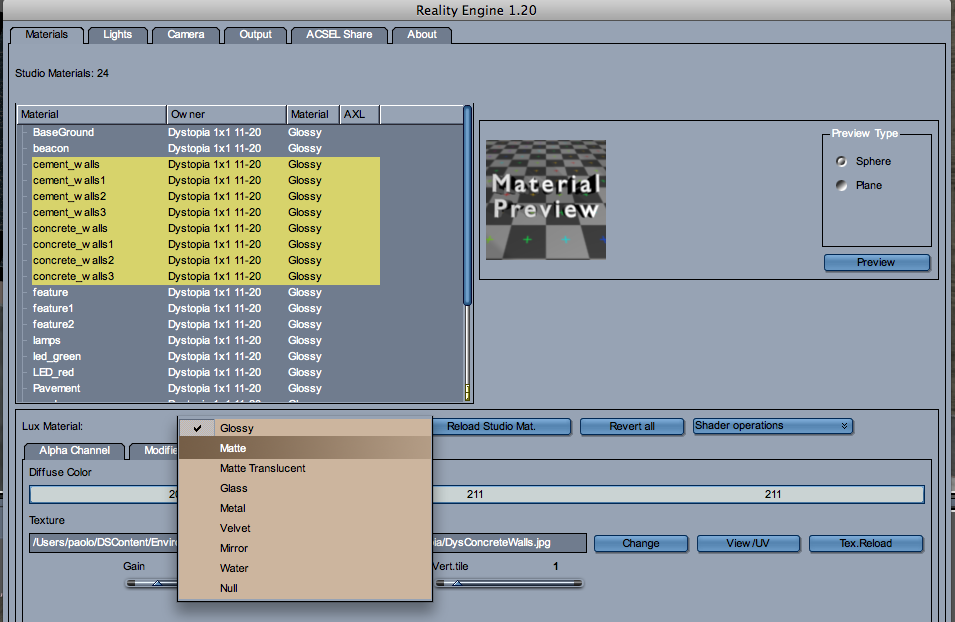 Reality Engine 1.20
Materials Lights Camera Output ACSEL Share About
Studio Materials: 24
Material Owner Material AXL
BaseGround Dystopia 1x1 11-20 Glossy
beacon Dystopia 1x1 11-20 Glossy
cement_walls Dystopia 1x1 11-20 Glossy
cement_walls1 Dystopia 1x1 11-20 Glossy
cement_walls2 Dystopia 1x1 11-20 Glossy
cement_walls3 Dystopia 1x1 11-20 Glossy
concrete_walls Dystopia 1x1 11-20 Glossy
concrete_walls1 Dystopia 1x1 11-20 Glossy
concrete_walls2 Dystopia 1x1 11-20 Glossy
concrete_walls3 Dystopia 1x1 11-20 Glossy
feature Dystopia 1x1 11-20 Glossy
feature1 Dystopia 1x1 11-20 Glossy
feature2 Dystopia 1x1 11-20 Glossy
lamps Dystopia 1x1 11-20 Glossy
led_green Dystopia 1x1 11-20 Glossy
LED_red Dystopia 1x1 11-20 Glossy
Pavement Dystopia 1x1 11-20 Glossy
Material
Preview
Preview Type
Sphere
Plane
Preview
Lux Material:
Glossy
Matte
Matte Translucent
Glass
Metal
Velvet
Mirror
Water
Null
Reload Studio Mat. Revert all Shader operations
Alpha Channel Modifie
Diffuse Color
211 211
Texture
/Users/paolo/DSContent/Enviro ia/DysConcreteWalls.jpg Change View/UV Tex.Reload
Gain Vert.tile 1